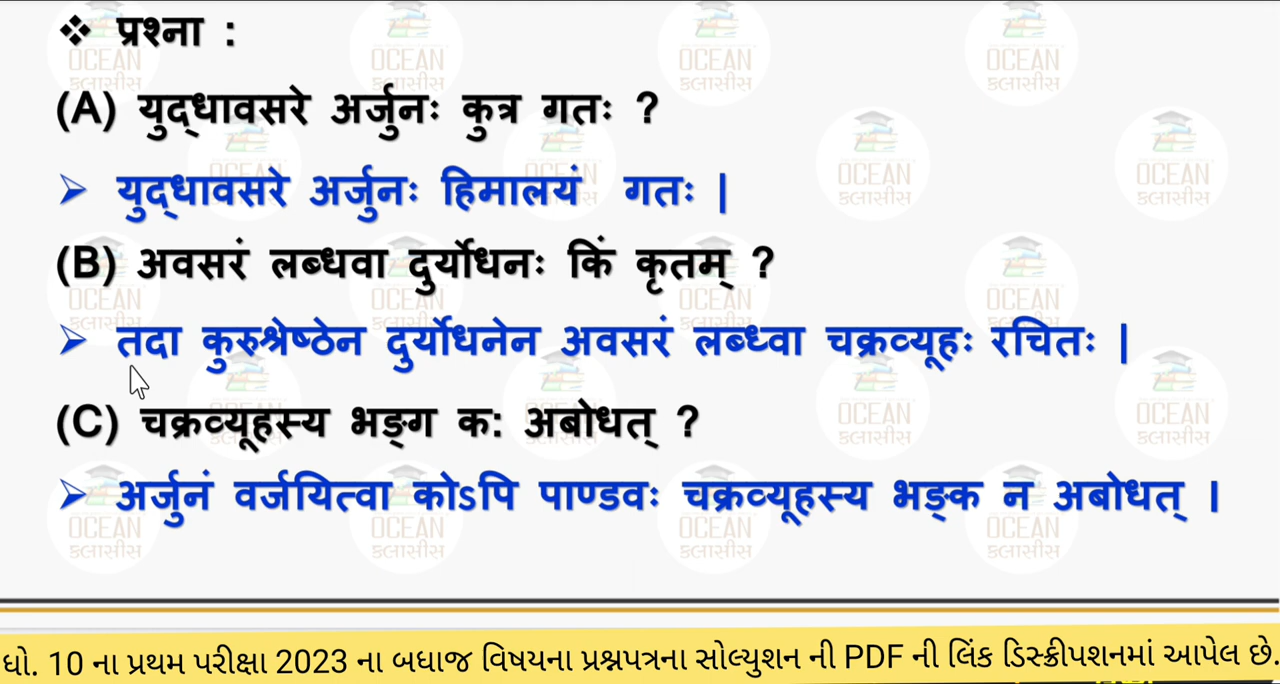 ❖ प्रश्ना :
(A) युद्धावसरे अर्जुनः कुत्र गतः ?
➢ युद्धावसरे अर्जुनः हिमालयं गतः |
(B) अवसरं लब्धवा दुर्योधनः किं कृतम् ?
➢ तदा कुरुश्रेष्ठेन दुर्योधनेन अवसरं लब्ध्वा चक्रव्यूहः रचितः |
(C) चक्रव्यूहस्य भङ्ग क: अबोधत् ?
➢ अर्जुनं वर्जयित्वा कोऽपि पाण्डवः चक्रव्यूहस्य भङ्क न अबोधत् ।
ધો. 10 ના પ્રથમ પરીક્ષા 2023 ના બધાજ વિષયના પ્રશ્નપત્રના સોલ્યુશન ની PDF ની લિંક ડિસ્ક્રીપશનમાં આપેલ છે.
OCEAN
ક્લાસીસ